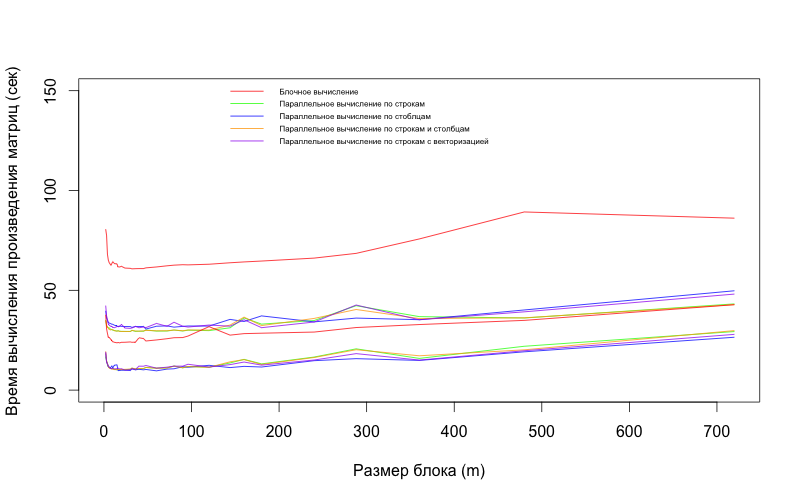 Блочное вычисление
Параллельное вычисление по строкам
Параллельное вычисление по стоблцам
Параллельное вычисление по строкам и столбцам
Параллельное вычисление по строкам с векторизацией
Время вычисления произведения матриц (сек)
150
100
50
0
0 100 200 300 400 500 600 700
Размер блока (m)